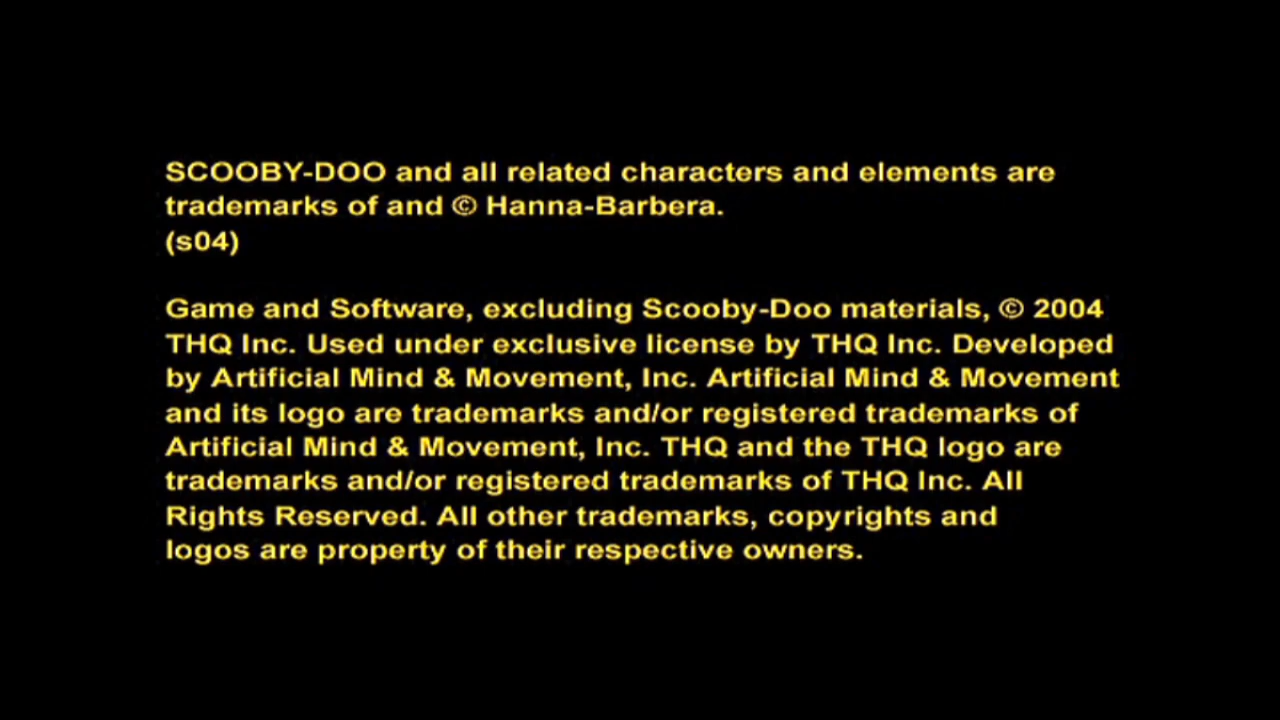 SCOOBY-DOO and all related characters and elements are
trademarks of and © Hanna-Barbera.
(s04)
Game and Software, excluding Scooby-Doo materials, © 2004
THQ Inc. Used under exclusive license by THQ Inc. Developed
by Artificial Mind & Movement, Inc. Artificial Mind & Movement
and its logo are trademarks and/or registered trademarks of
Artificial Mind & Movement, Inc. THQ and the THQ logo are
trademarks and/or registered trademarks of THQ Inc. All
Rights Reserved. All other trademarks, copyrights and
logos are property of their respective owners.